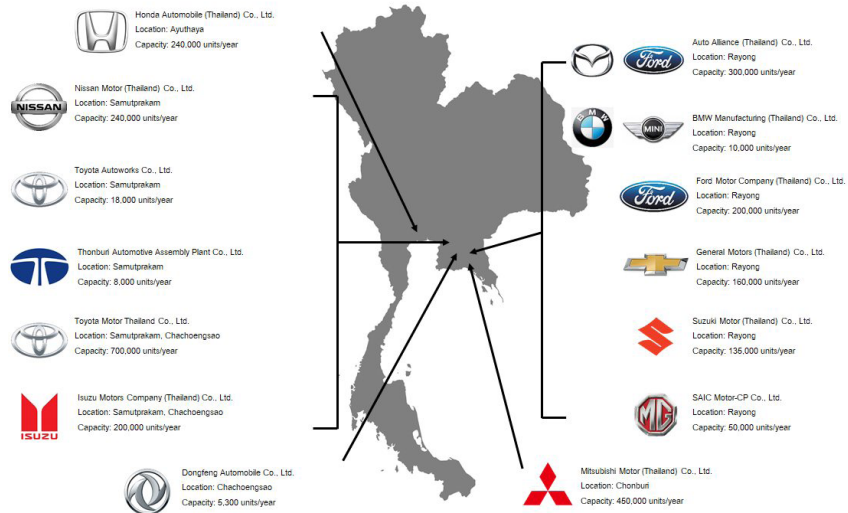 Honda Automobile (Thailand) Co., Ltd.
Location: Ayuthaya
Capacity: 240,000 units/year
NISSAN
Nissan Motor (Thailand) Co., Ltd.
Location: Samutprakarn
Capacity: 240,000 units/year
Toyota Autoworks Co., Ltd.
Location: Samutprakarn
Capacity: 18,000 units/year
Thonburi Automotive Assembly Plant Co., Ltd.
Location: Samutprakarn
Capacity: 8,000 units/year
Toyota Motor Thailand Co., Ltd.
Location: Samutprakarn, Chachoengsao
Capacity: 700,000 units/year
ISUZU
Isuzu Motors Company (Thailand) Co., Ltd.
Location: Samutprakarn, Chachoengsao
Capacity: 200,000 units/year
Dongfeng Automobile Co., Ltd.
Location: Chachoengsao
Capacity: 5,300 units/year
Ford
Auto Alliance (Thailand) Co., Ltd.
Location: Rayong
Capacity: 300,000 units/year
BMW
MINI
BMW Manufacturing (Thailand) Co., Ltd.
Location: Rayong
Capacity: 10,000 units/year
Ford
Ford Motor Company (Thailand) Co., Ltd.
Location: Rayong
Capacity: 200,000 units/year
General Motors (Thailand) Co., Ltd.
Location: Rayong
Capacity: 160,000 units/year
Suzuki Motor (Thailand) Co., Ltd.
Location: Rayong
Capacity: 135,000 units/year
MG
SAIC Motor-CP Co., Ltd.
Location: Rayong
Capacity: 50,000 units/year
Mitsubishi Motor (Thailand) Co., Ltd.
Location: Chonburi
Capacity: 450,000 units/year